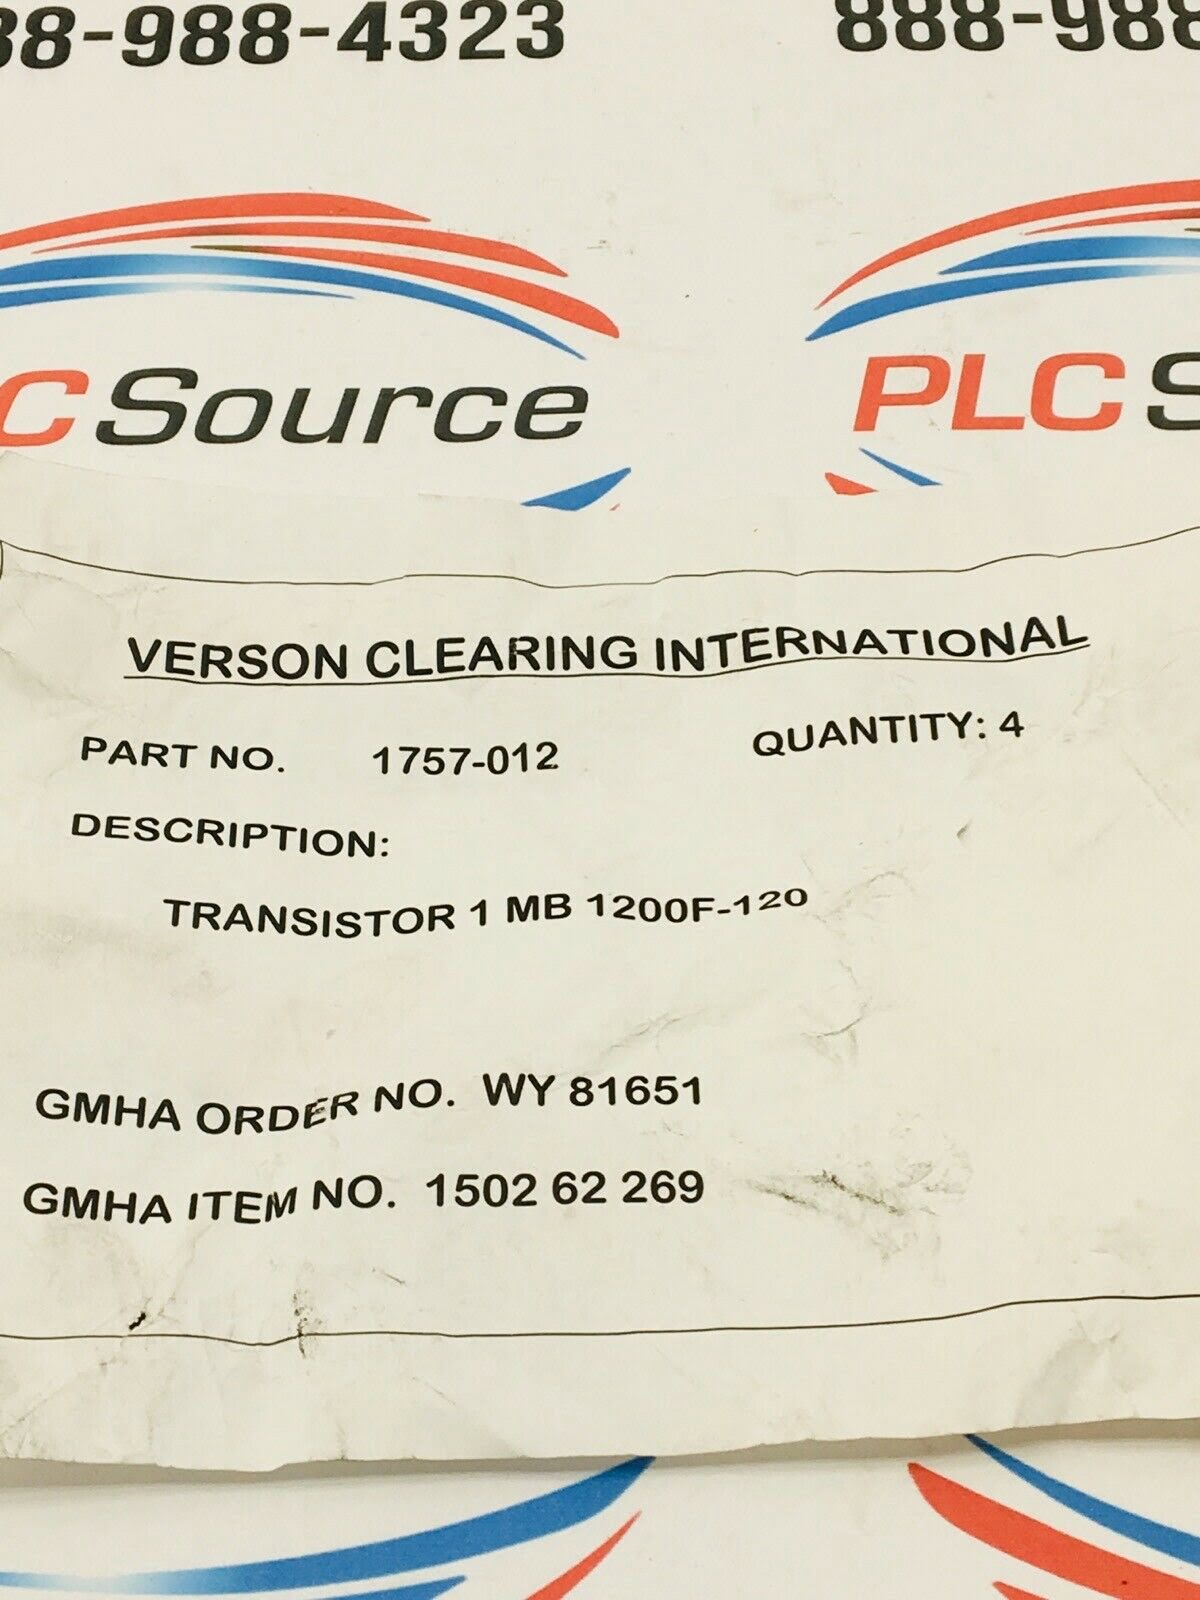 88-988-4323
888-988
C Source
PLC S
VERSON CLEARING INTERNATIONAL
PART NO. 1757-012 QUANTITY: 4
DESCRIPTION:
TRANSISTOR 1 MB 1200F-120
GMHA ORDER NO. WY 81651
GMHA ITEM NO. 1502 62 269